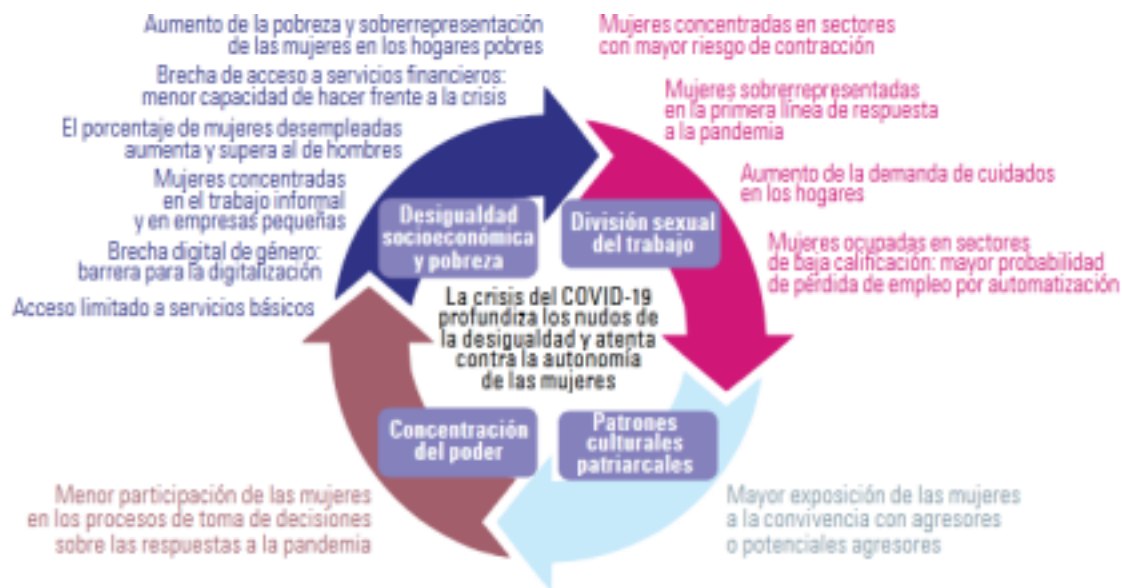 Aumento de la pobreza y sobrerrepresentación
de las mujeres en los hogares pobres
Brecha de acceso a servicios financieros:
menor capacidad de hacer frente a la crisis
El porcentaje de mujeres desempleadas
aumenta y supera al de hombres
Mujeres concentradas
en el trabajo informal
y en empresas pequeñas
Brecha digital de género:
barrera para la digitalización
Acceso limitado a servicios básicos
Mujeres concentradas en sectores
con mayor riesgo de contracción
Mujeres sobrerrepresentadas
en la primera línea de respuesta
a la pandemia
Aumento de la demanda de cuidados
en los hogares
Mujeres ocupadas en sectores
de baja calificación: mayor probabilidad
de pérdida de empleo por automatización
Desigualdad
socioeconómica
y pobreza
División sexual
del trabajo
La crisis del COVID-19
profundiza los nudos de
la desigualdad y atenta
contra la autonomía
de las mujeres
Concentración
del poder
Patrones
culturales
patriarcales
Menor participación de las mujeres
en los procesos de toma de decisiones
sobre las respuestas a la pandemia
Mayor exposición de las mujeres
a la convivencia con agresores
o potenciales agresores